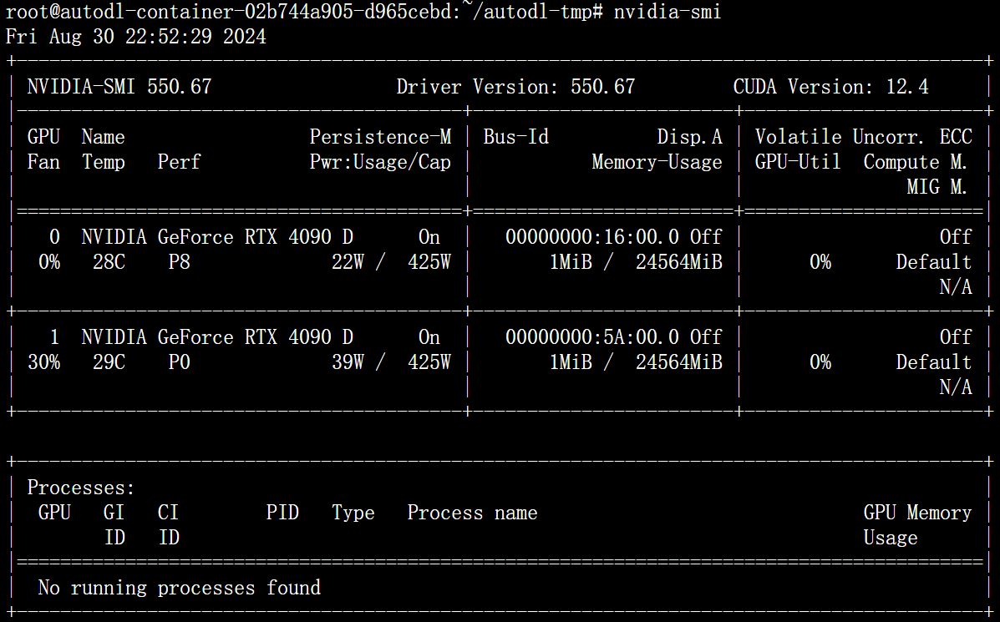 root@autodl-container-02b744a905-d965cebd:~/autodl-tmp# nvidia-smi
Fri Aug 30 22:52:29 2024
+-----------------------------------------------------------------------------------------+
| NVIDIA-SMI 550.67                 Driver Version: 550.67         CUDA Version: 12.4     |
|-----------------------------------------+------------------------+----------------------+
| GPU  Name                 Persistence-M | Bus-Id          Disp.A | Volatile Uncorr. ECC |
| Fan  Temp   Perf          Pwr:Usage/Cap |           Memory-Usage | GPU-Util  Compute M. |
|                                         |                        |               MIG M. |
|=========================================+========================+======================|
|   0  NVIDIA GeForce RTX 4090 D      On  |   00000000:16:00.0 Off |                  Off |
|  0%   28C    P8             22W /  425W |       1MiB /  24564MiB |      0%      Default |
|                                         |                        |                  N/A |
+-----------------------------------------+------------------------+----------------------+
|   1  NVIDIA GeForce RTX 4090 D      On  |   00000000:5A:00.0 Off |                  Off |
| 30%   29C    P0             39W /  425W |       1MiB /  24564MiB |      0%      Default |
|                                         |                        |                  N/A |
+-----------------------------------------+------------------------+----------------------+

+-----------------------------------------------------------------------------------------+
| Processes:                                                                              |
|  GPU   GI   CI        PID   Type   Process name                              GPU Memory |
|        ID   ID                                                               Usage      |
|=========================================================================================|
|  No running processes found                                                             |
+-----------------------------------------------------------------------------------------+